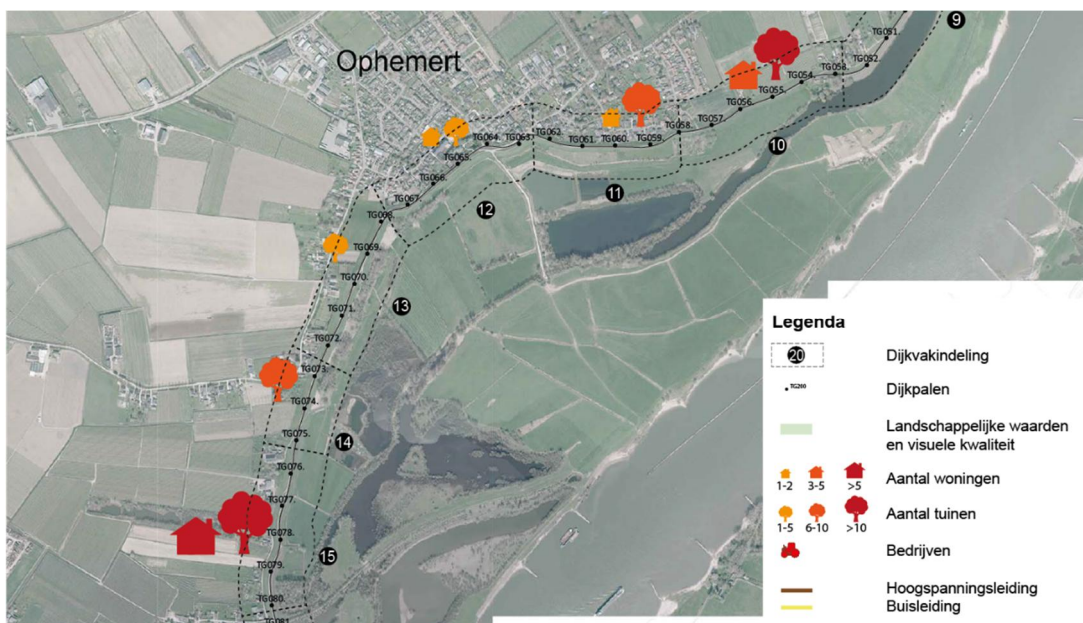 Ophemert
9
TG051.
TG052.
TG053.
TG054.
TG055.
TG056.
TG057.
TG058.
TG059.
TG060.
TG061.
TG062
TG063.
TG064
TG065.
TG066.
TG067.
TG068.
TG069.
TG070.
TG071.
TG072.
TG073.
TG074.
TG075.
TG076.
TG077.
TG078.
TG079.
TG080.
TG081.
10
11
12
13
14
15
Legenda
20 Dijkvakindeling
TG260 Dijkpalen
Landschappelijke waarden
en visuele kwaliteit
Aantal woningen
1-2 3-5 >5
Aantal tuinen
1-5 6-10 >10
Bedrijven
Hoogspanningsleiding
Buisleiding